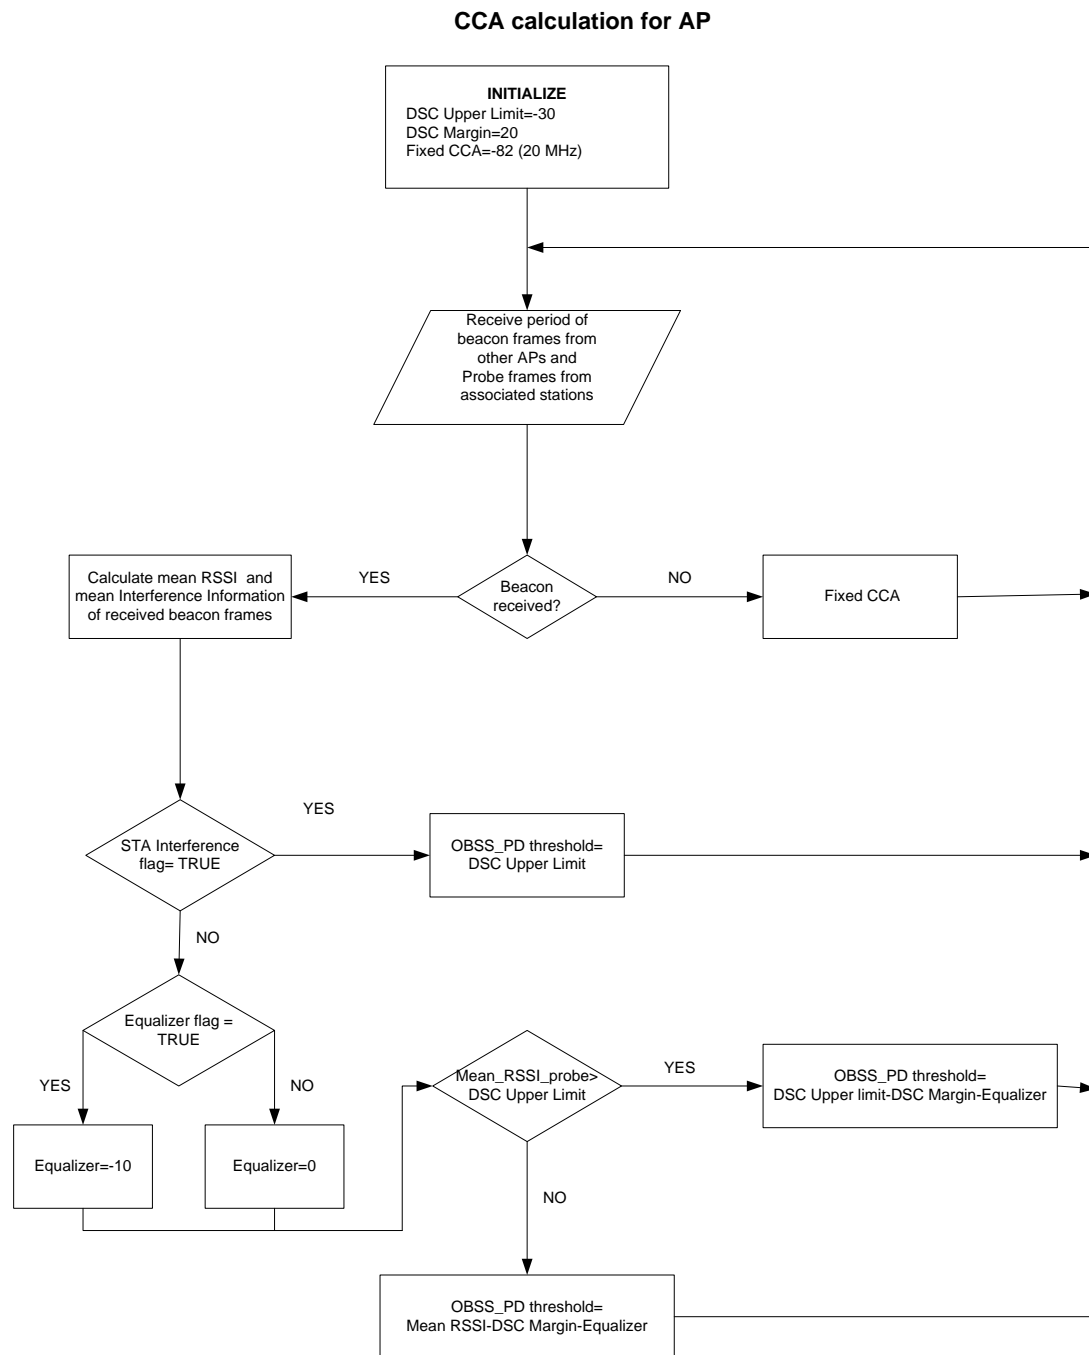 CCA calculation for AP
INITIALIZE
DSC Upper Limit=-30
DSC Margin=20
Fixed CCA=-82 (20 MHz)
Receive period of
beacon frames from
other APs and
Probe frames from
associated stations
Calculate mean RSSI and
mean Interference Information
of received beacon frames
YES
Beacon
received?
NO
Fixed CCA
STA Interference
flag= TRUE
YES
OBSS_PD threshold=
DSC Upper Limit
NO
Equalizer flag =
TRUE
YES
NO
Mean_RSSI_probe>
DSC Upper Limit
YES
OBSS_PD threshold=
DSC Upper limit-DSC Margin-Equalizer
Equalizer=-10
Equalizer=0
NO
OBSS_PD threshold=
Mean RSSI-DSC Margin-Equalizer